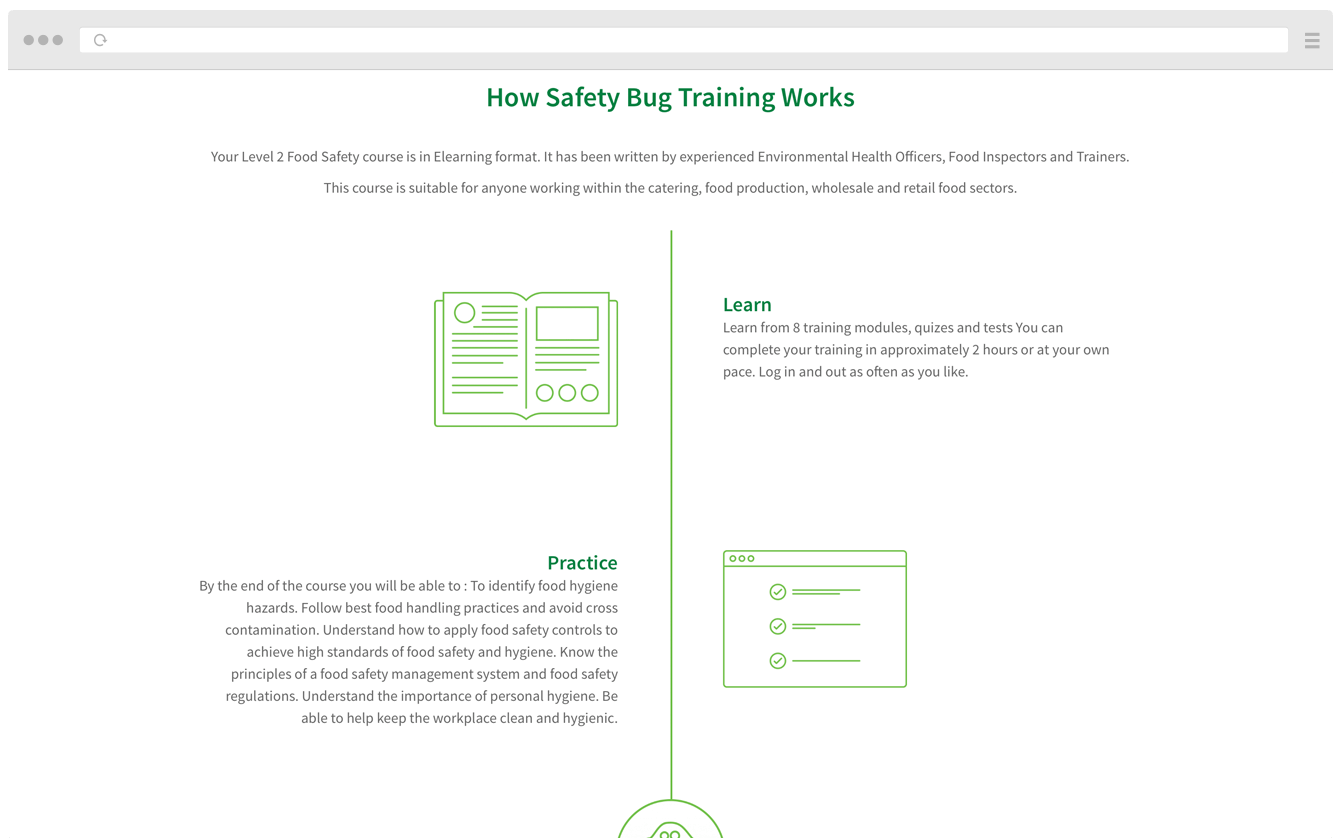 How Safety Bug Training Works
Your Level 2 Food Safety course is in Elearning format. It has been written by experienced Environmental Health Officers, Food Inspectors and Trainers.
This course is suitable for anyone working within the catering, food production, wholesale and retail food sectors.
Learn
Learn from 8 training modules, quizes and tests You can
complete your training in approximately 2 hours or at your own
pace. Log in and out as often as you like.
Practice
By the end of the course you will be able to : To identify food hygiene
hazards. Follow best food handling practices and avoid cross
contamination. Understand how to apply food safety controls to
achieve high standards of food safety and hygiene. Know the
principles of a food safety management system and food safety
regulations. Understand the importance of personal hygiene. Be
able to help keep the workplace clean and hygienic.